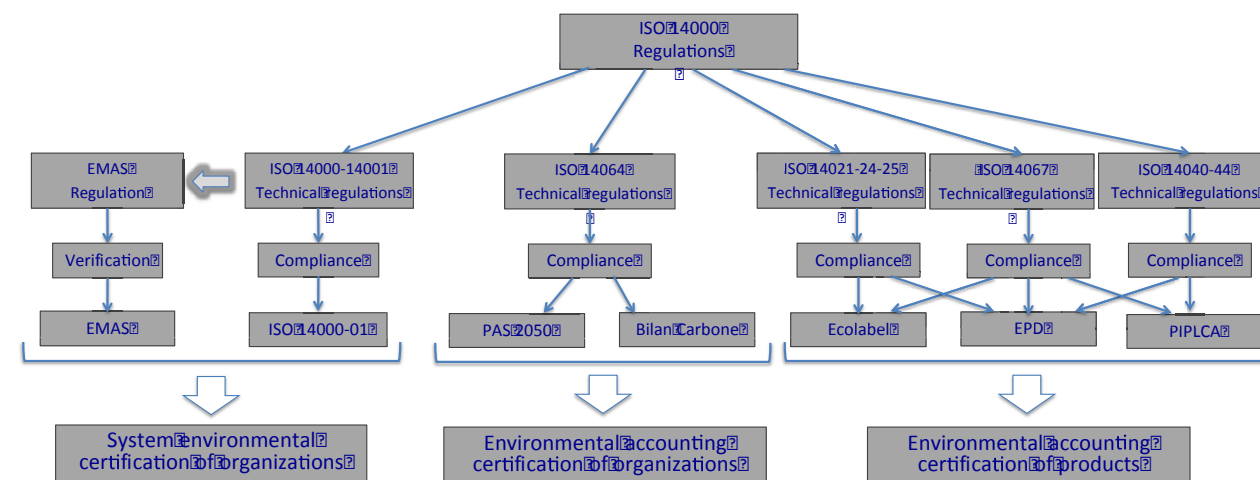 ISO 14000
Regulations
EMAS
Regulation
ISO 14000-14001
Technical regulations
ISO 14064
Technical regulations
ISO 14021-24-25
Technical regulations
ISO 14067
Technical regulations
ISO 14040-44
Technical regulations
Verification
Compliance
Compliance
Compliance
Compliance
Compliance
EMAS
ISO 14000-01
PAS 2050
Bilan Carbone
Ecolabel
EPD
PIPLCA
System environmental
certification of organizations
Environmental accounting
certification of organizations
Environmental accounting
certification of products